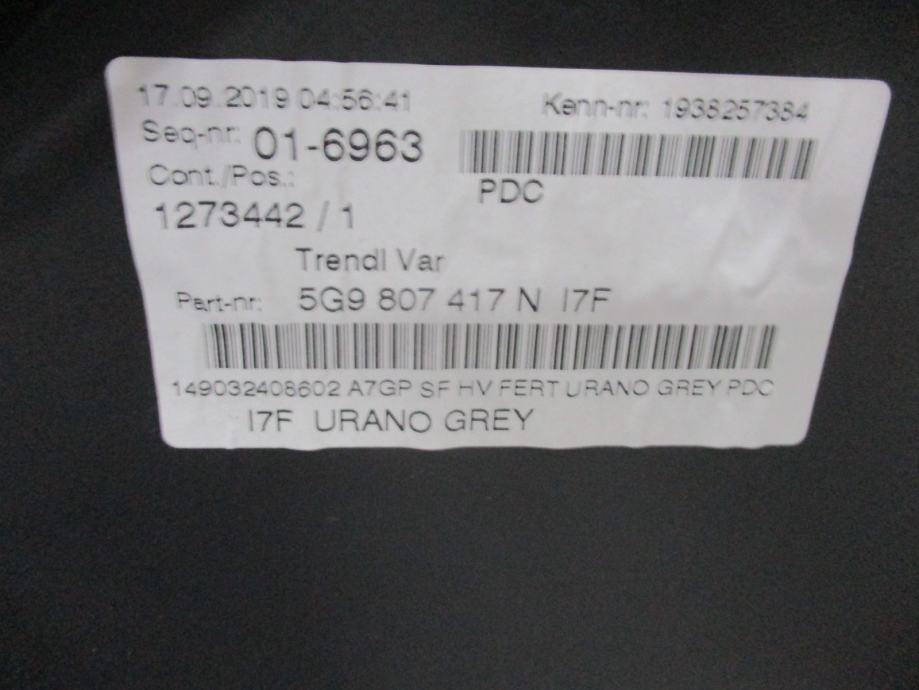 17.09.2019 04:56:41
Kenn-nr: 1938257384
Seq-nr: 01-6963
PDC
Cont./Pos.:
1273442 / 1
Trendl Var
Part-nr: 5G9 807 417 N I7F
149032408602 A7GP SF HV FERT URANO GREY PDC
I7F URANO GREY